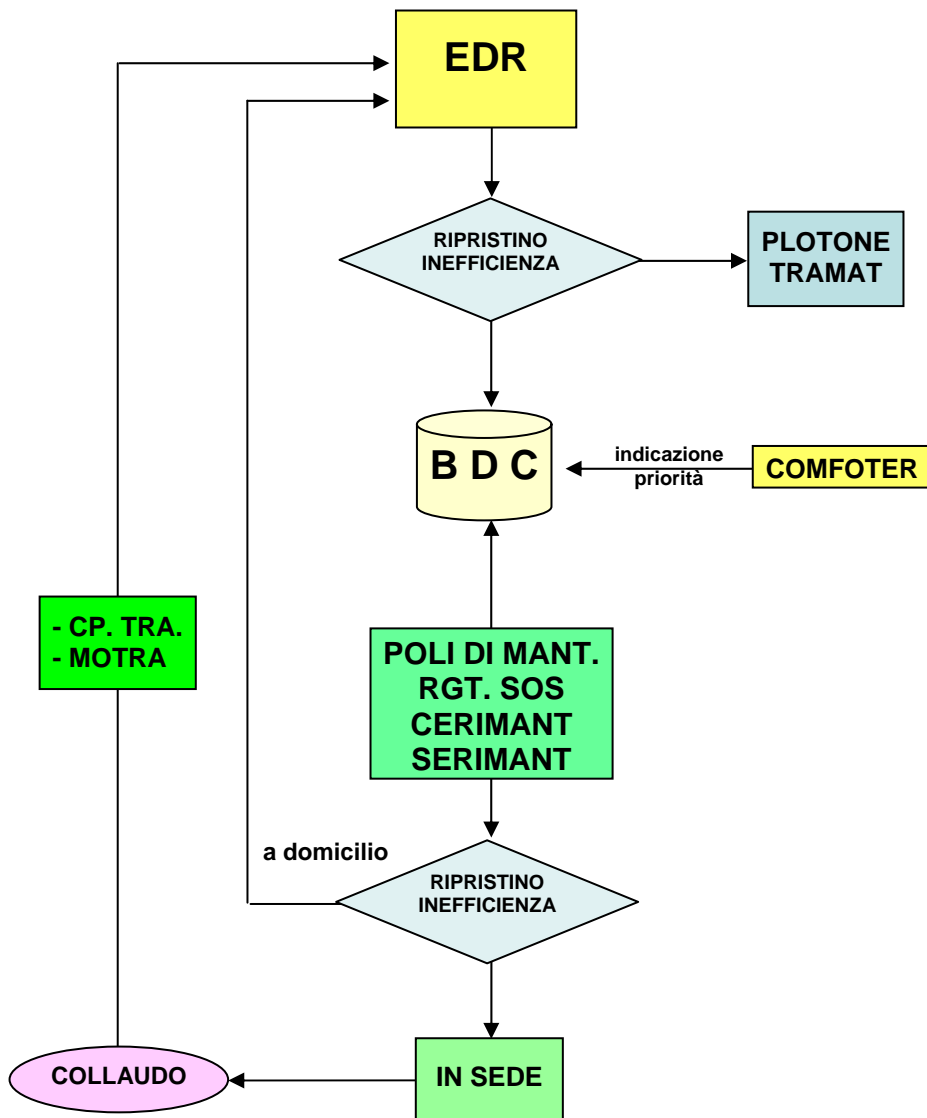 EDR
RIPRISTINO
INEFFICIENZA
PLOTONE
TRAMAT
B D C
indicazione
priorità
COMFOTER
- CP. TRA.
- MOTRA
POLI DI MANT.
RGT. SOS
CERIMANT
SERIMANT
a domicilio
RIPRISTINO
INEFFICIENZA
COLLAUDO
IN SEDE